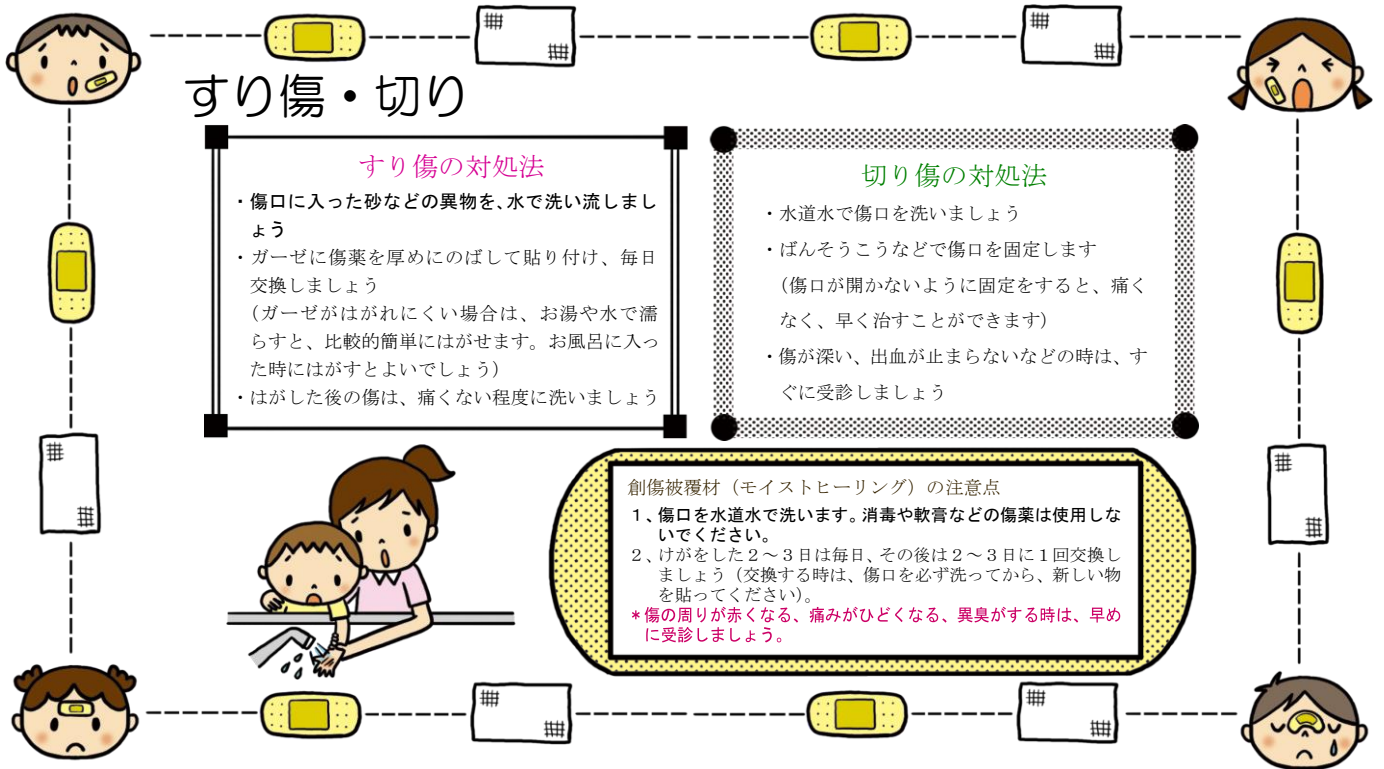 すり傷・切り
すり傷の対処法
・傷口に入った砂などの異物を、水で洗い流しまし
ょう
・ガーゼに傷薬を厚めにのばして貼り付け、毎日
交換しましょう
(ガーゼがはがれにくい場合は、お湯や水で濡
らすと、比較的簡単にはがせます。お風呂に入っ
た時にはがすとよいでしょう)
・はがした後の傷は、痛くない程度に洗いましょう
切り傷の対処法
・水道水で傷口を洗いましょう
・ばんそうこうなどで傷口を固定します
(傷口が開かないように固定をすると、痛く
なく、早く治すことができます)
・傷が深い、出血が止まらないなどの時は、す
ぐに受診しましょう
創傷被覆材（モイストヒーリング）の注意点
１、傷口を水道水で洗います。消毒や軟膏などの傷薬は使用しな
いでください。
２、けがをした２～３日は毎日、その後は２～３日に１回交換し
ましょう（交換する時は、傷口を必ず洗ってから、新しい物
を貼ってください）。
＊傷の周りが赤くなる、痛みがひどくなる、異臭がする時は、早め
に受診しましょう。